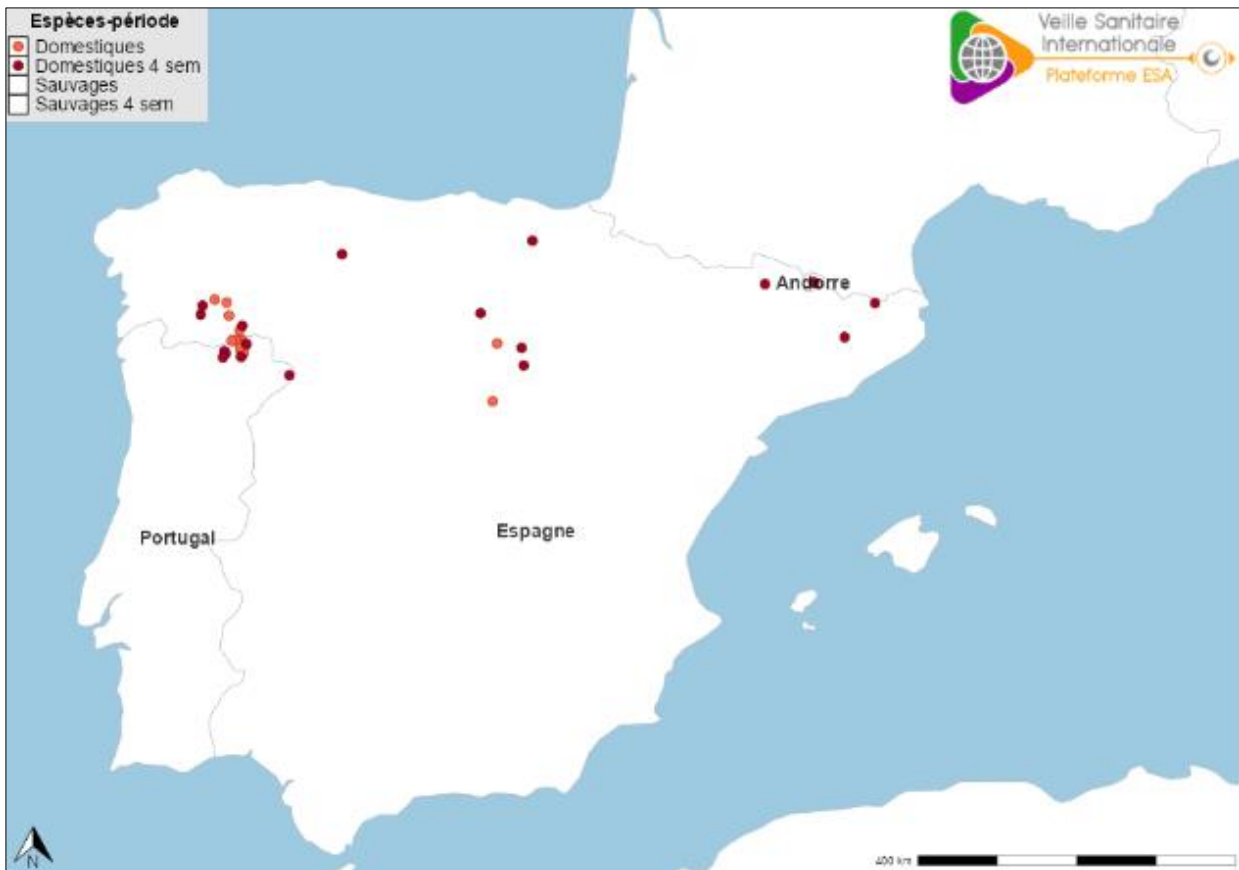 Espèces-période
Domestiques
Domestiques 4 sem
Sauvages
Sauvages 4 sem
Veille Sanitaire
Internationale
Plateforme ESA
Andorre
Portugal
Espagne
N
400 km